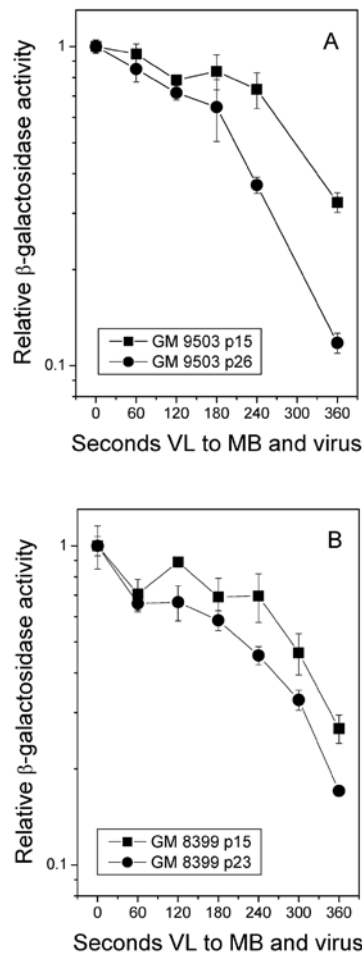 A
Relative β-galactosidase activity
1
0.1
GM 9503 p15
GM 9503 p26
0 60 120 180 240 300 360
Seconds VL to MB and virus
B
Relative β-galactosidase activity
1
0.1
GM 8399 p15
GM 8399 p23
0 60 120 180 240 300 360
Seconds VL to MB and virus